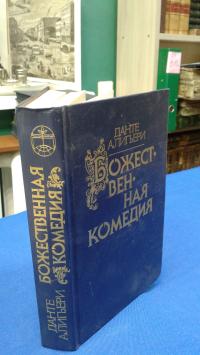 ДАНТЕ
АЛИГЬЕРИ
БОЖЕСТ-
ВЕН-
НАЯ
КОМЕДИЯ
БОЖЕСТВЕННАЯ
КОМЕДИЯ
ДАНТЕ
АЛИГЬЕРИ